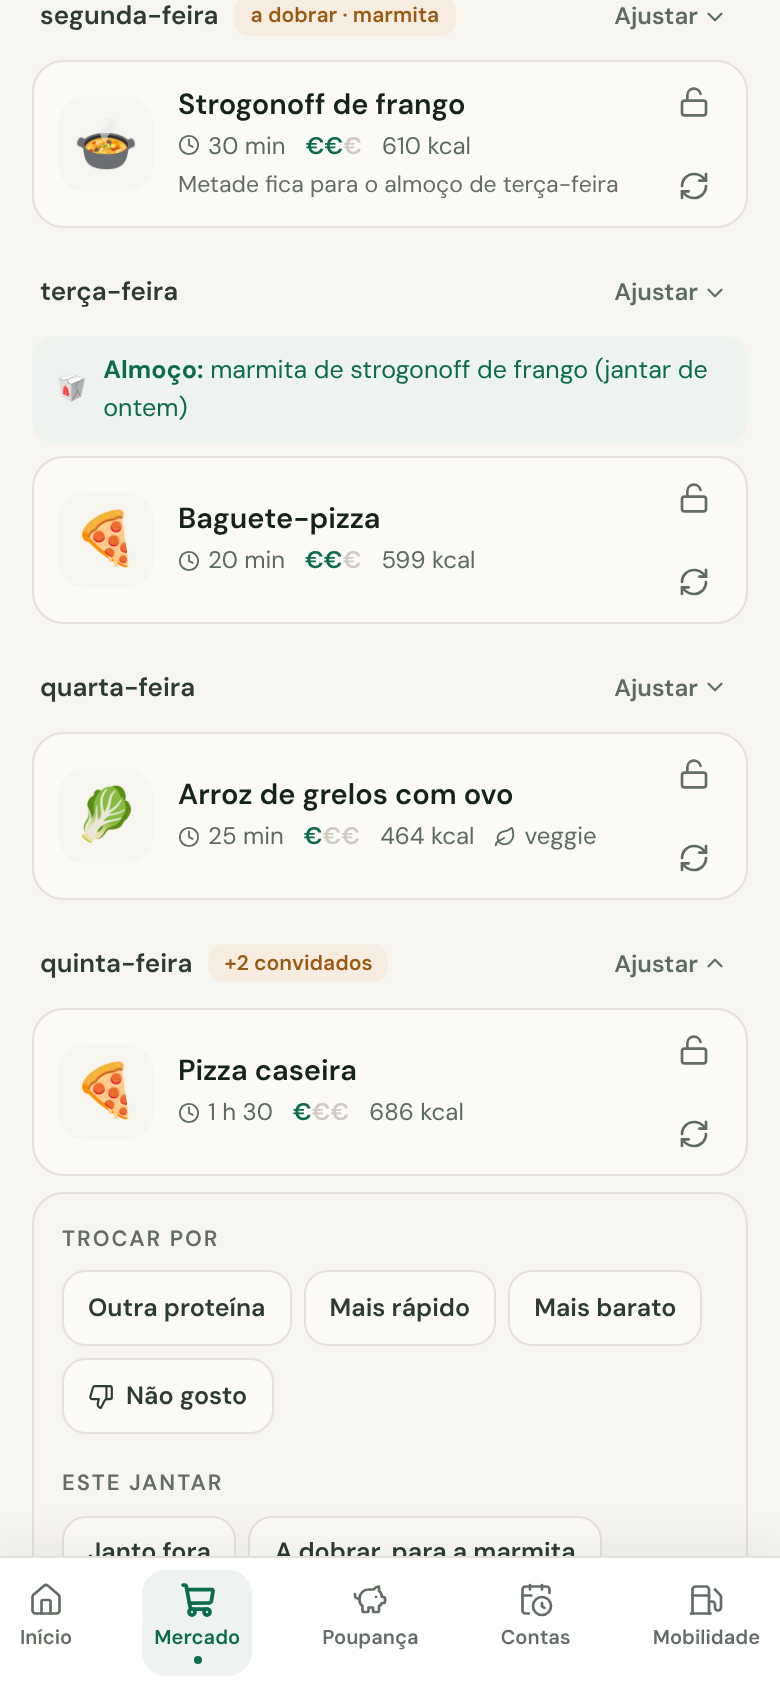 segunda-feira a dobrar · marmita Ajustar
Strogonoff de frango
30 min €€€ 610 kcal
Metade fica para o almoço de terça-feira
terça-feira Ajustar
Almoço: marmita de strogonoff de frango (jantar de
ontem)
Baguete-pizza
20 min €€€ 599 kcal
quarta-feira Ajustar
Arroz de grelos com ovo
25 min €€€ 464 kcal veggie
quinta-feira +2 convidados Ajustar
Pizza caseira
1 h 30 €€€ 686 kcal
TROCAR POR
Outra proteína Mais rápido Mais barato
Não gosto
ESTE JANTAR
Janto fora A dobrar, para a marmita
Início Mercado Poupança Contas Mobilidade